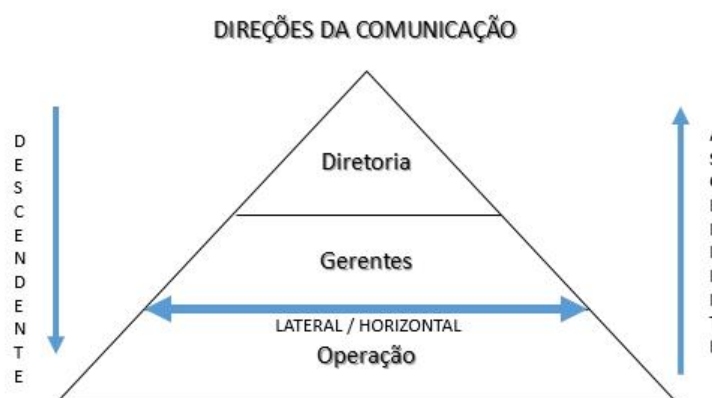 DIREÇÕES DA COMUNICAÇÃO
DESCENDENTE
Diretoria
Gerentes
LATERAL / HORIZONTAL
Operação